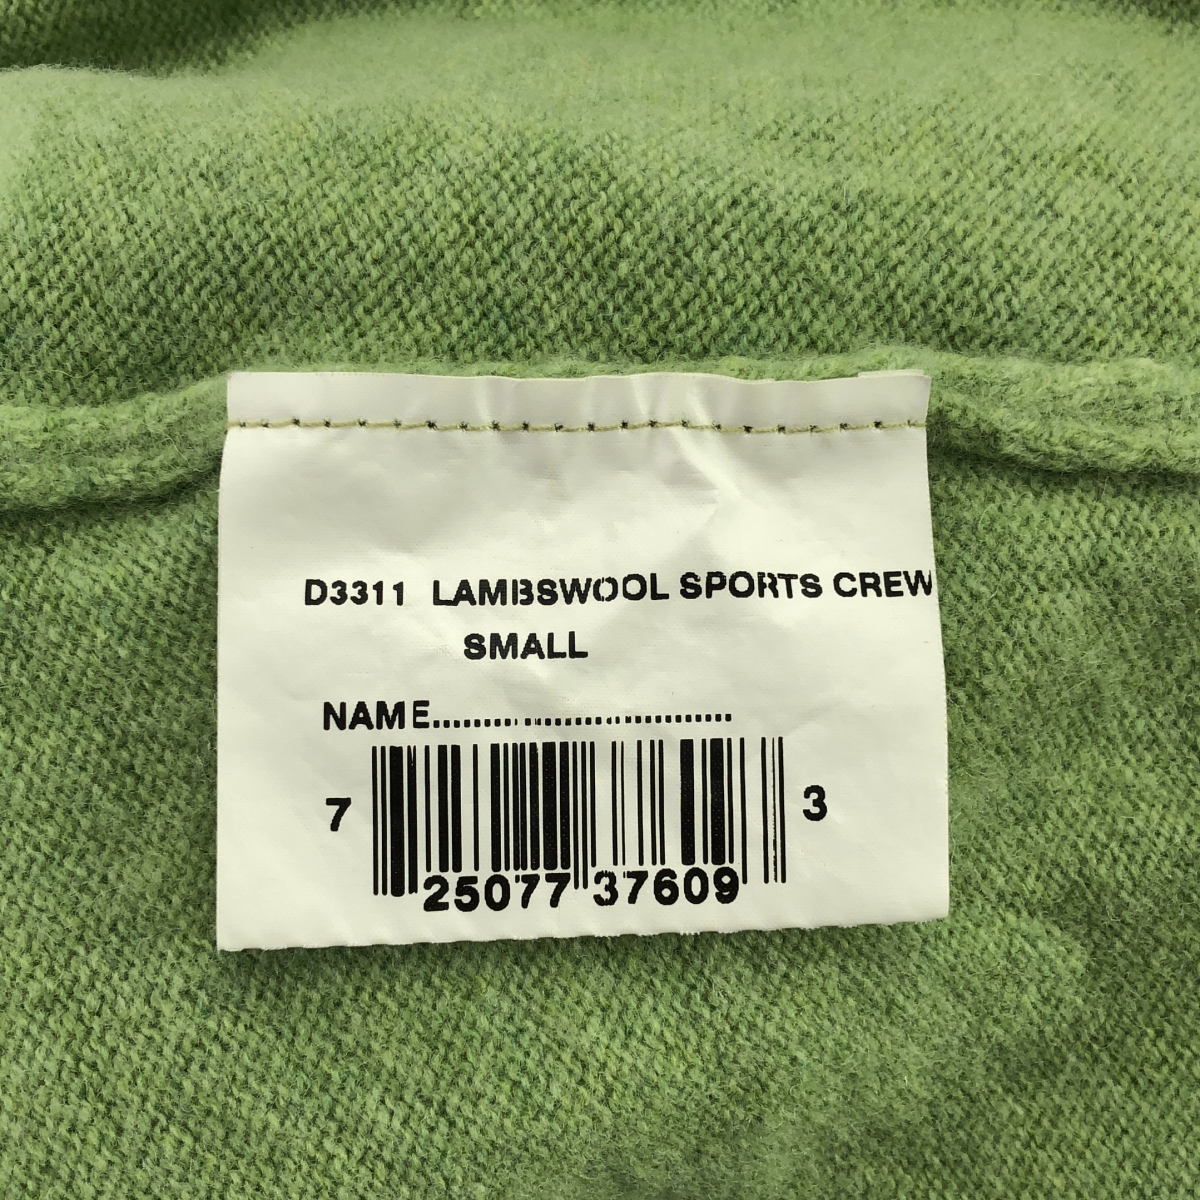 D3311 LAMBSWOOL SPORTS CREW
SMALL
NAME..................................
7 25077 37609 3